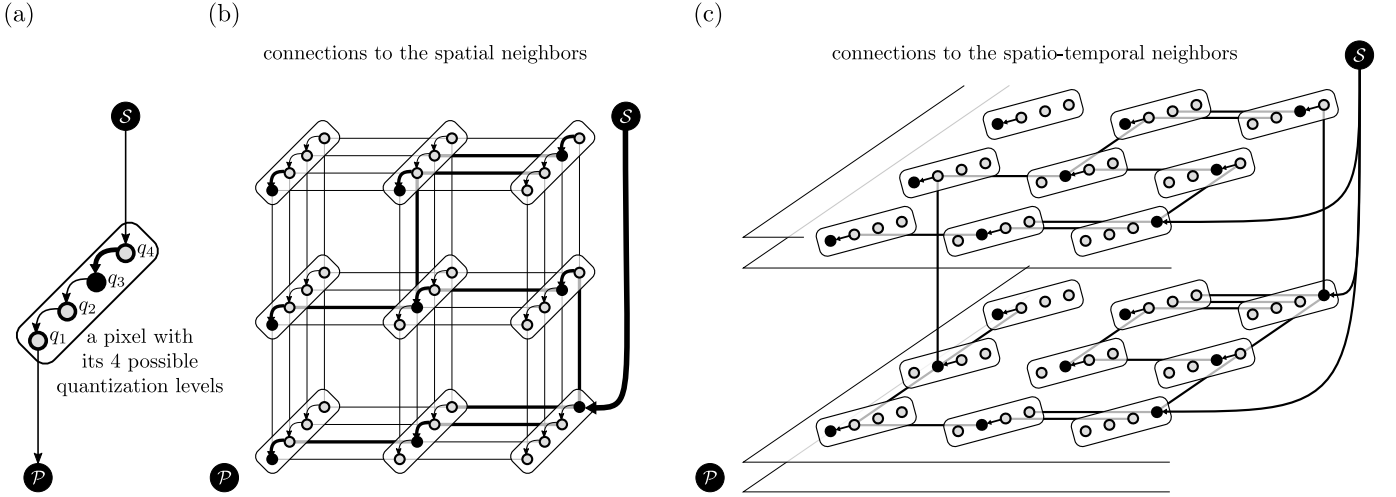 (a)
𝒮
q₄
q₃
q₂
q₁
a pixel with
its 4 possible
quantization levels
𝒫
(b)
connections to the spatial neighbors
𝒮
𝒫
(c)
connections to the spatio-temporal neighbors
𝒮
𝒫